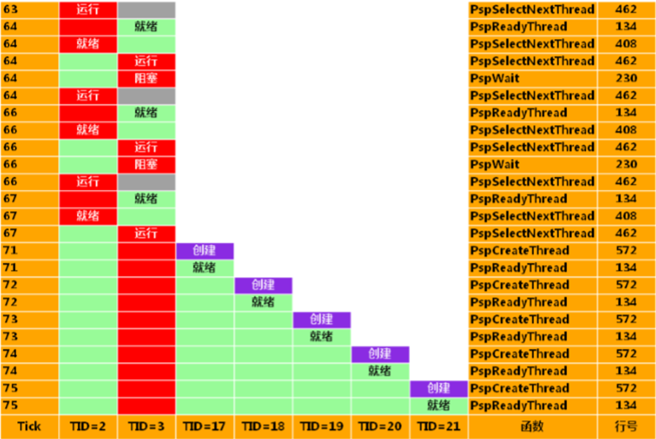 63 运行 PspSelectNextThread 462
64 就绪 PspReadyThread 134
64 就绪 PspSelectNextThread 408
64 运行 PspSelectNextThread 462
64 阻塞 PspWait 230
64 运行 PspSelectNextThread 462
66 就绪 PspReadyThread 134
66 就绪 PspSelectNextThread 408
66 运行 PspSelectNextThread 462
66 阻塞 PspWait 230
66 运行 PspSelectNextThread 462
67 就绪 PspReadyThread 134
67 就绪 PspSelectNextThread 408
67 运行 PspSelectNextThread 462
71 创建 PspCreateThread 572
71 就绪 PspReadyThread 134
72 创建 PspCreateThread 572
72 就绪 PspReadyThread 134
73 创建 PspCreateThread 572
73 就绪 PspReadyThread 134
74 创建 PspCreateThread 572
74 就绪 PspReadyThread 134
75 创建 PspCreateThread 572
75 就绪 PspReadyThread 134
Tick TID=2 TID=3 TID=17 TID=18 TID=19 TID=20 TID=21 函数 行号